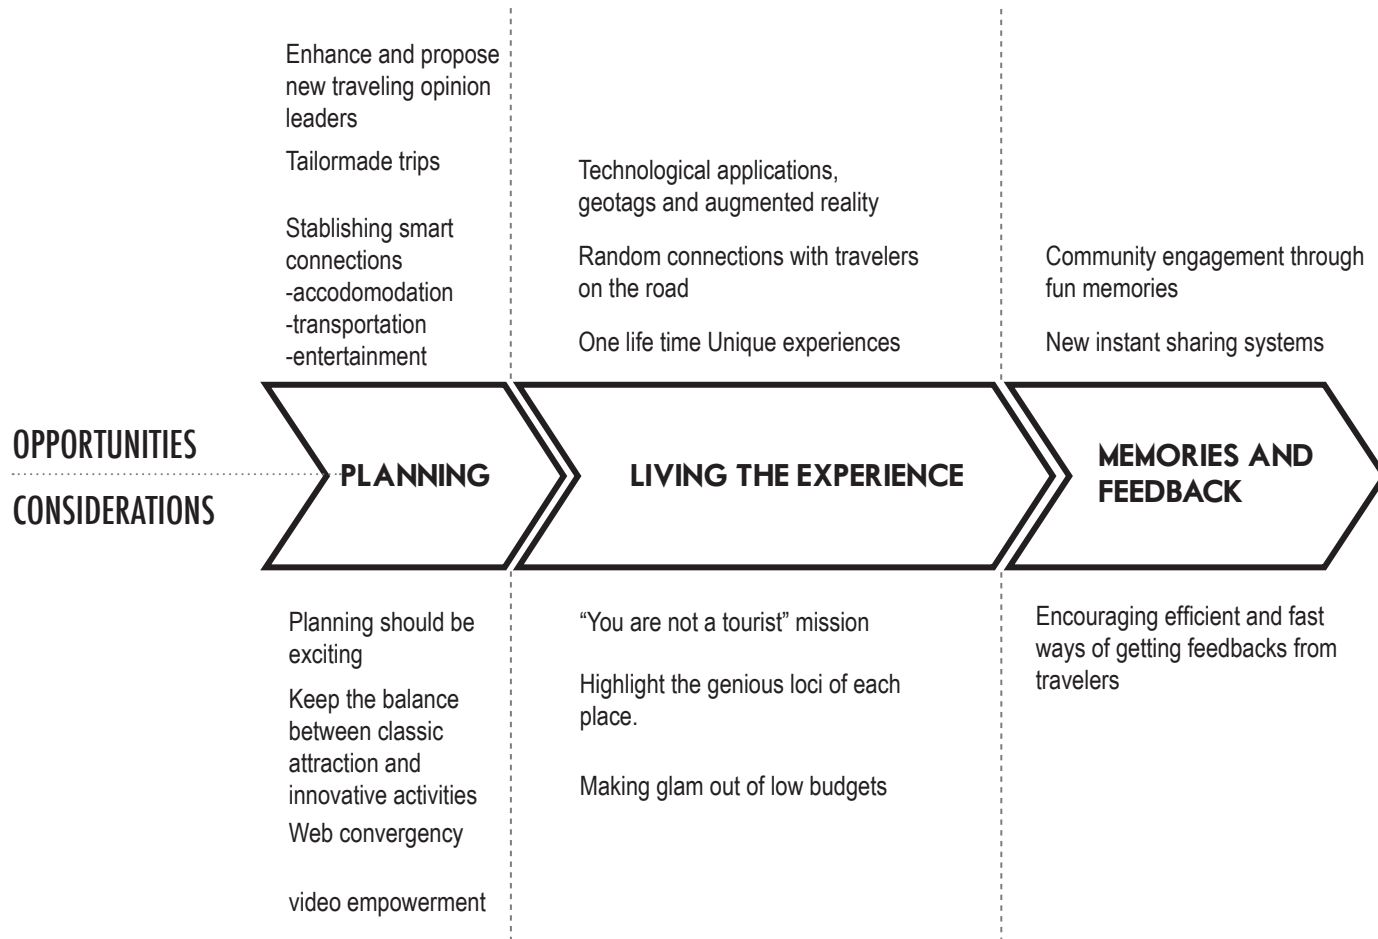 Enhance and propose
new traveling opinion
leaders
Tailormade trips
Stablishing smart
connections
-accodomodation
-transportation
-entertainment
Technological applications,
geotags and augmented reality
Random connections with travelers
on the road
One life time Unique experiences
Community engagement through
fun memories
New instant sharing systems
OPPORTUNITIES
CONSIDERATIONS
PLANNING
LIVING THE EXPERIENCE
MEMORIES AND
FEEDBACK
Planning should be
exciting
Keep the balance
between classic
attraction and
innovative activities
Web convergency
video empowerment
“You are not a tourist” mission
Highlight the genious loci of each
place.
Making glam out of low budgets
Encouraging efficient and fast
ways of getting feedbacks from
travelers